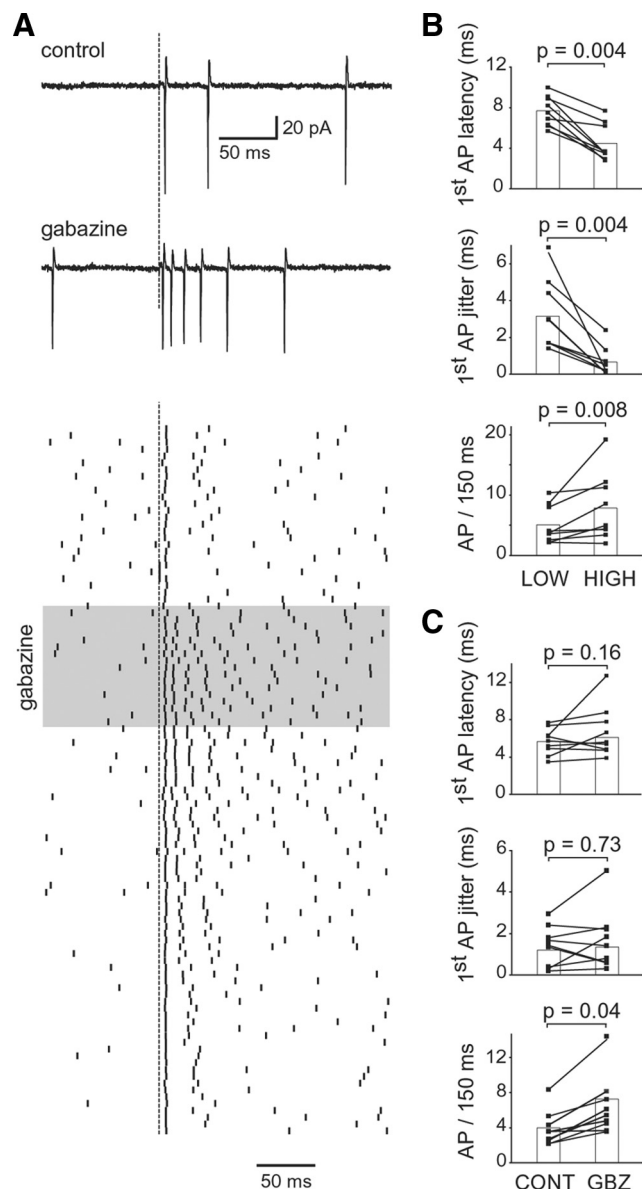 A
control
20 pA
50 ms
gabazine
gabazine
50 ms
B
p = 0.004
12
8
4
0
1st AP latency (ms)
p = 0.004
6
4
2
0
1st AP jitter (ms)
p = 0.008
20
10
0
AP / 150 ms
LOW HIGH
C
p = 0.16
12
8
4
0
1st AP latency (ms)
p = 0.73
6
4
2
0
1st AP jitter (ms)
p = 0.04
12
8
4
0
AP / 150 ms
CONT GBZ